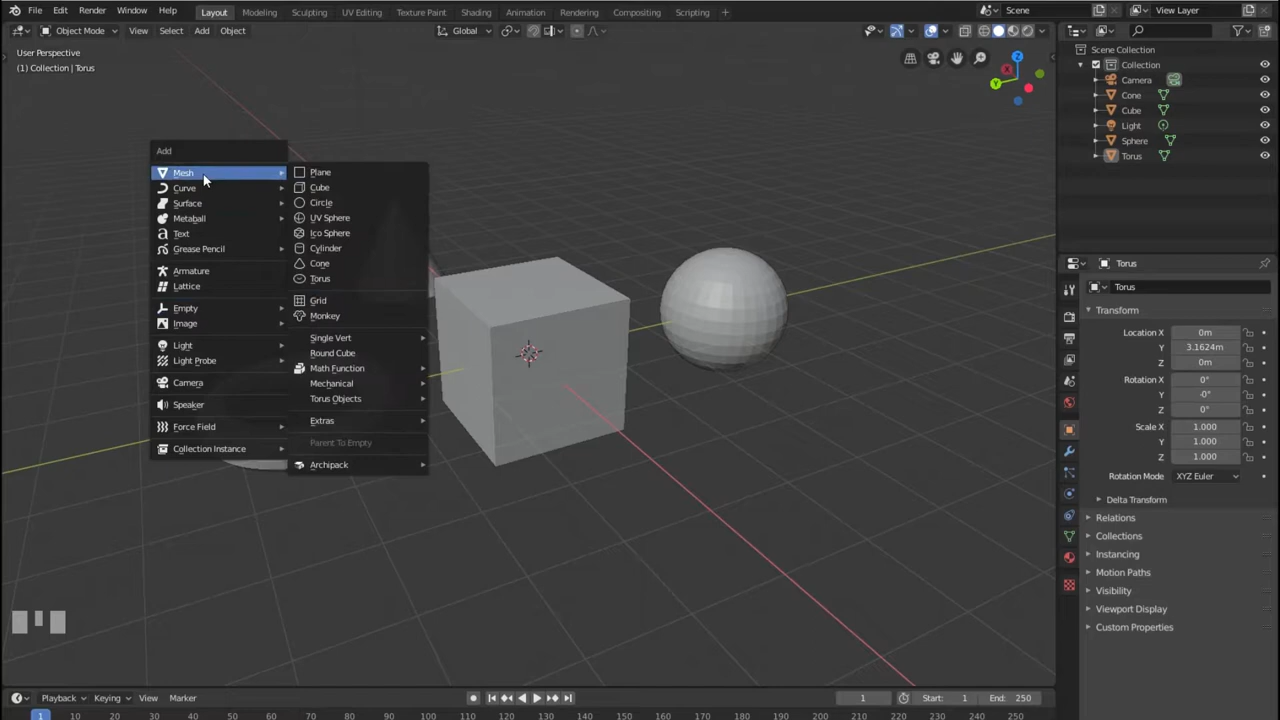 File Edit Render Window Help Layout Modeling Sculpting UV Editing Texture Paint Shading Animation Rendering Compositing Scripting + Scene View Layer
Object Mode View Select Add Object Global
User Perspective
(1) Collection | Torus
Add
Mesh
Curve
Surface
Metaball
Text
Grease Pencil
Armature
Lattice
Empty
Image
Light
Light Probe
Camera
Speaker
Force Field
Collection Instance
Plane
Cube
Circle
UV Sphere
Ico Sphere
Cylinder
Cone
Torus
Grid
Monkey
Single Vert
Round Cube
Math Function
Mechanical
Torus Objects
Extras
Parent To Empty
Archipack
Z
Y
Scene Collection
Collection
Camera
Cone
Cube
Light
Sphere
Torus
Torus
Torus
Transform
Location X 0m
Y 3.1624m
Z 0m
Rotation X 0°
Y -0°
Z 0°
Scale X 1.000
Y 1.000
Z 1.000
Rotation Mode XYZ Euler
Delta Transform
Relations
Collections
Instancing
Motion Paths
Visibility
Viewport Display
Custom Properties
Playback Keying View Marker 1 Start: 1 End: 250
1 10 20 30 40 50 60 70 80 90 100 110 120 130 140 150 160 170 180 190 200 210 220 230 240 250